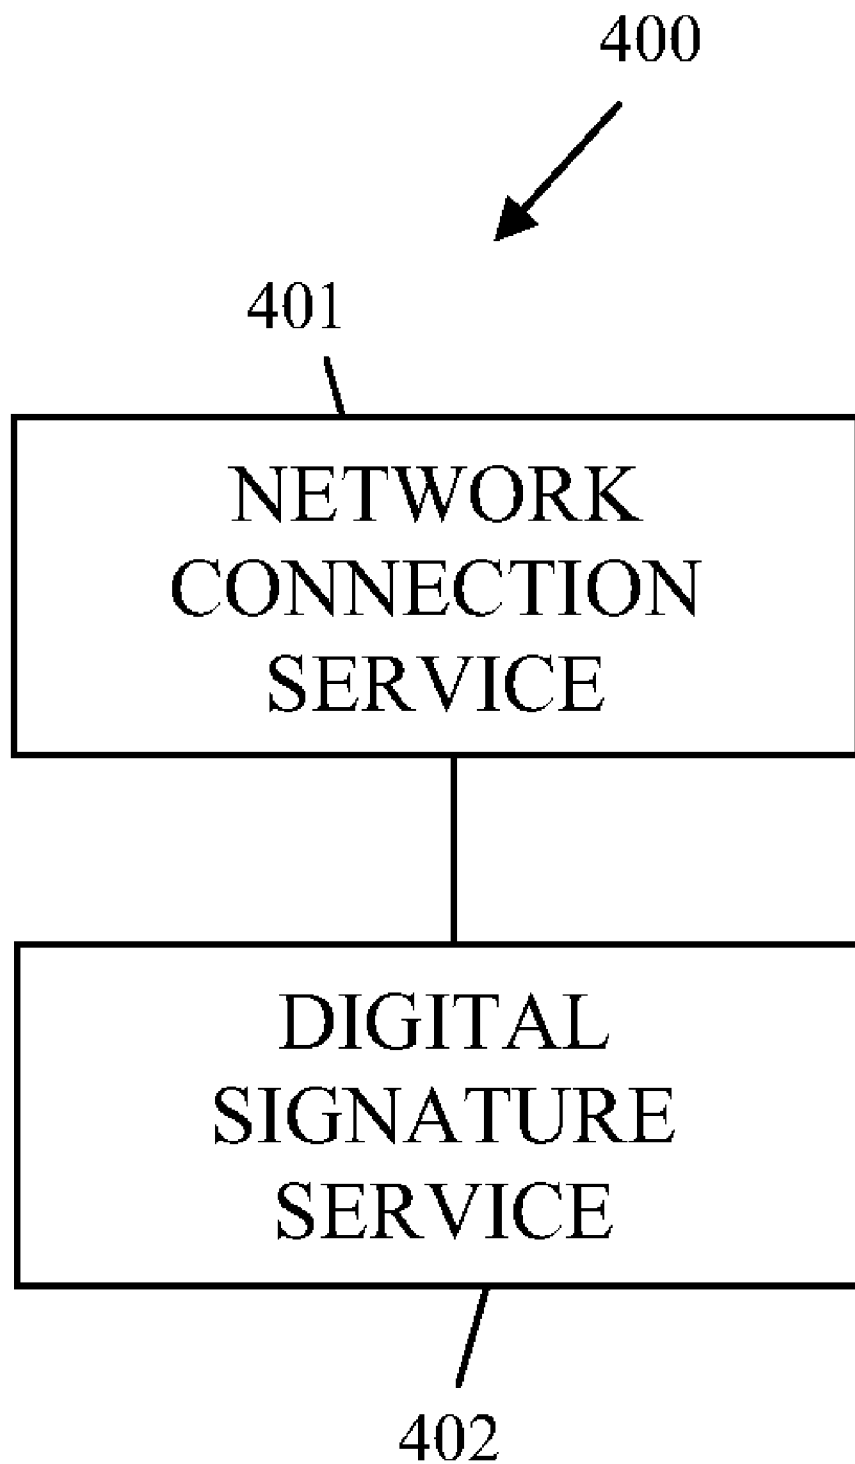 400
401
NETWORK
CONNECTION
SERVICE
DIGITAL
SIGNATURE
SERVICE
402